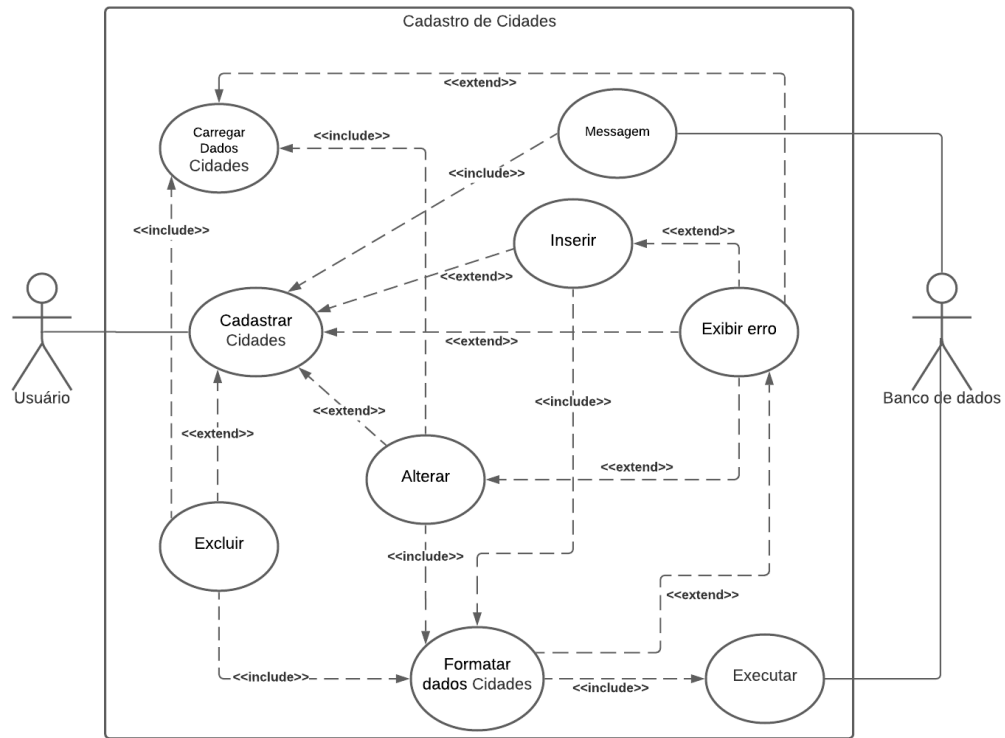 Cadastro de Cidades
<<extend>>
Carregar
Dados
Cidades
<<include>>
Messagem
<<include>>
<<include>>
Inserir
<<extend>>
<<extend>>
Cadastrar
Cidades
Exibir erro
<<extend>>
Usuário
Banco de dados
<<include>>
<<extend>>
<<extend>>
Alterar
<<extend>>
Excluir
<<include>>
<<extend>>
Formatar
dados Cidades
<<include>>
<<include>>
Executar